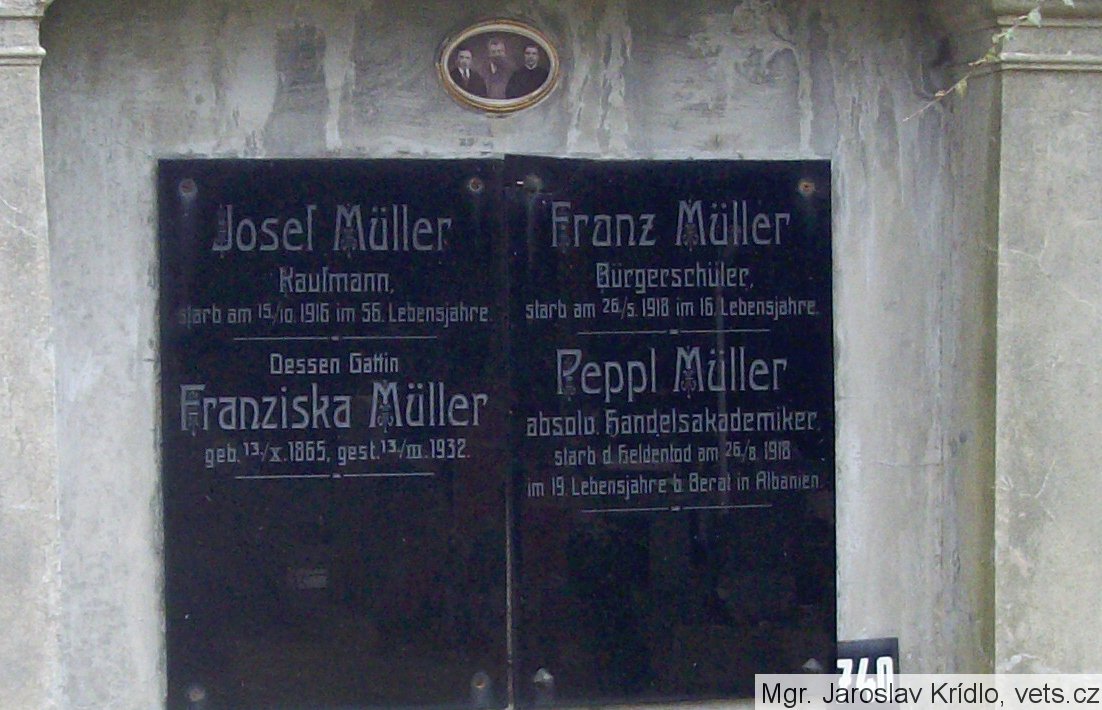 Josef Müller
Kaufmann,
starb am 15./10. 1916 im 56. Lebensjahre.
Dessen Gattin
Franziska Müller
geb. 13./X. 1865, gest. 13./III. 1932.
Franz Müller
Bürgerschüler,
starb am 26./5. 1918 im 16. Lebensjahre.
Peppl Müller
absolv. Handelsakademiker,
starb d. Heldentod am 26./8. 1918
im 19. Lebensjahre b. Berat in Albanien.
740
Mgr. Jaroslav Krídlo, vets.cz